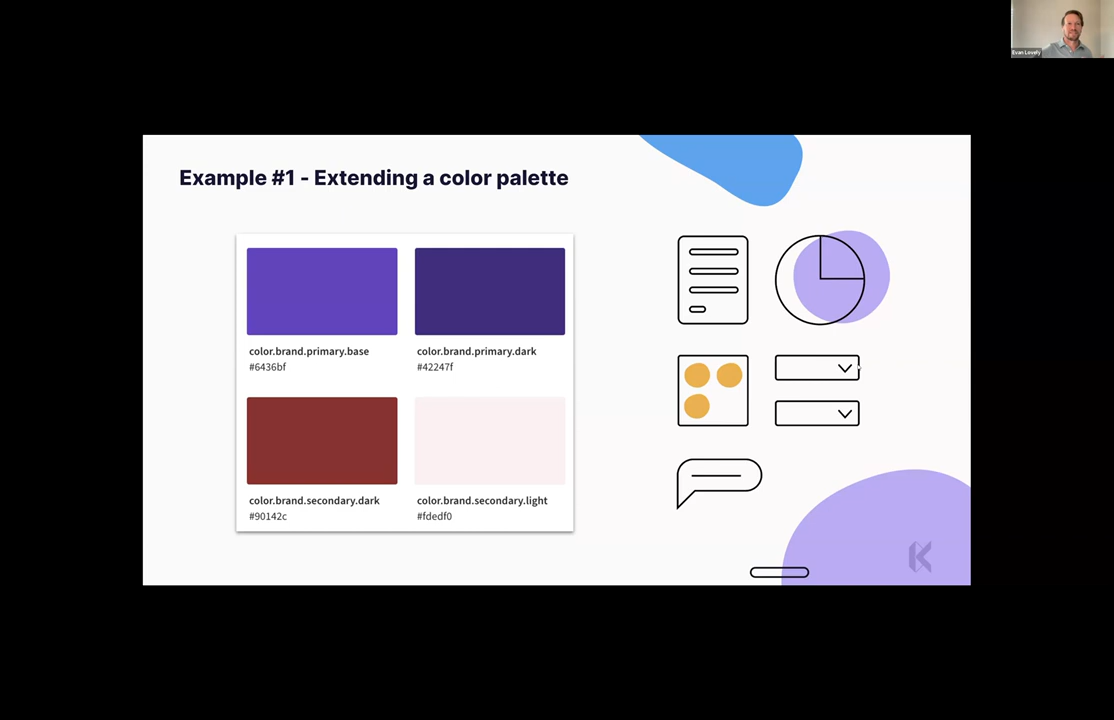 Evan Lovely
Example #1 - Extending a color palette
color.brand.primary.base
#6436bf
color.brand.primary.dark
#42247f
color.brand.secondary.dark
#90142c
color.brand.secondary.light
#fdedf0